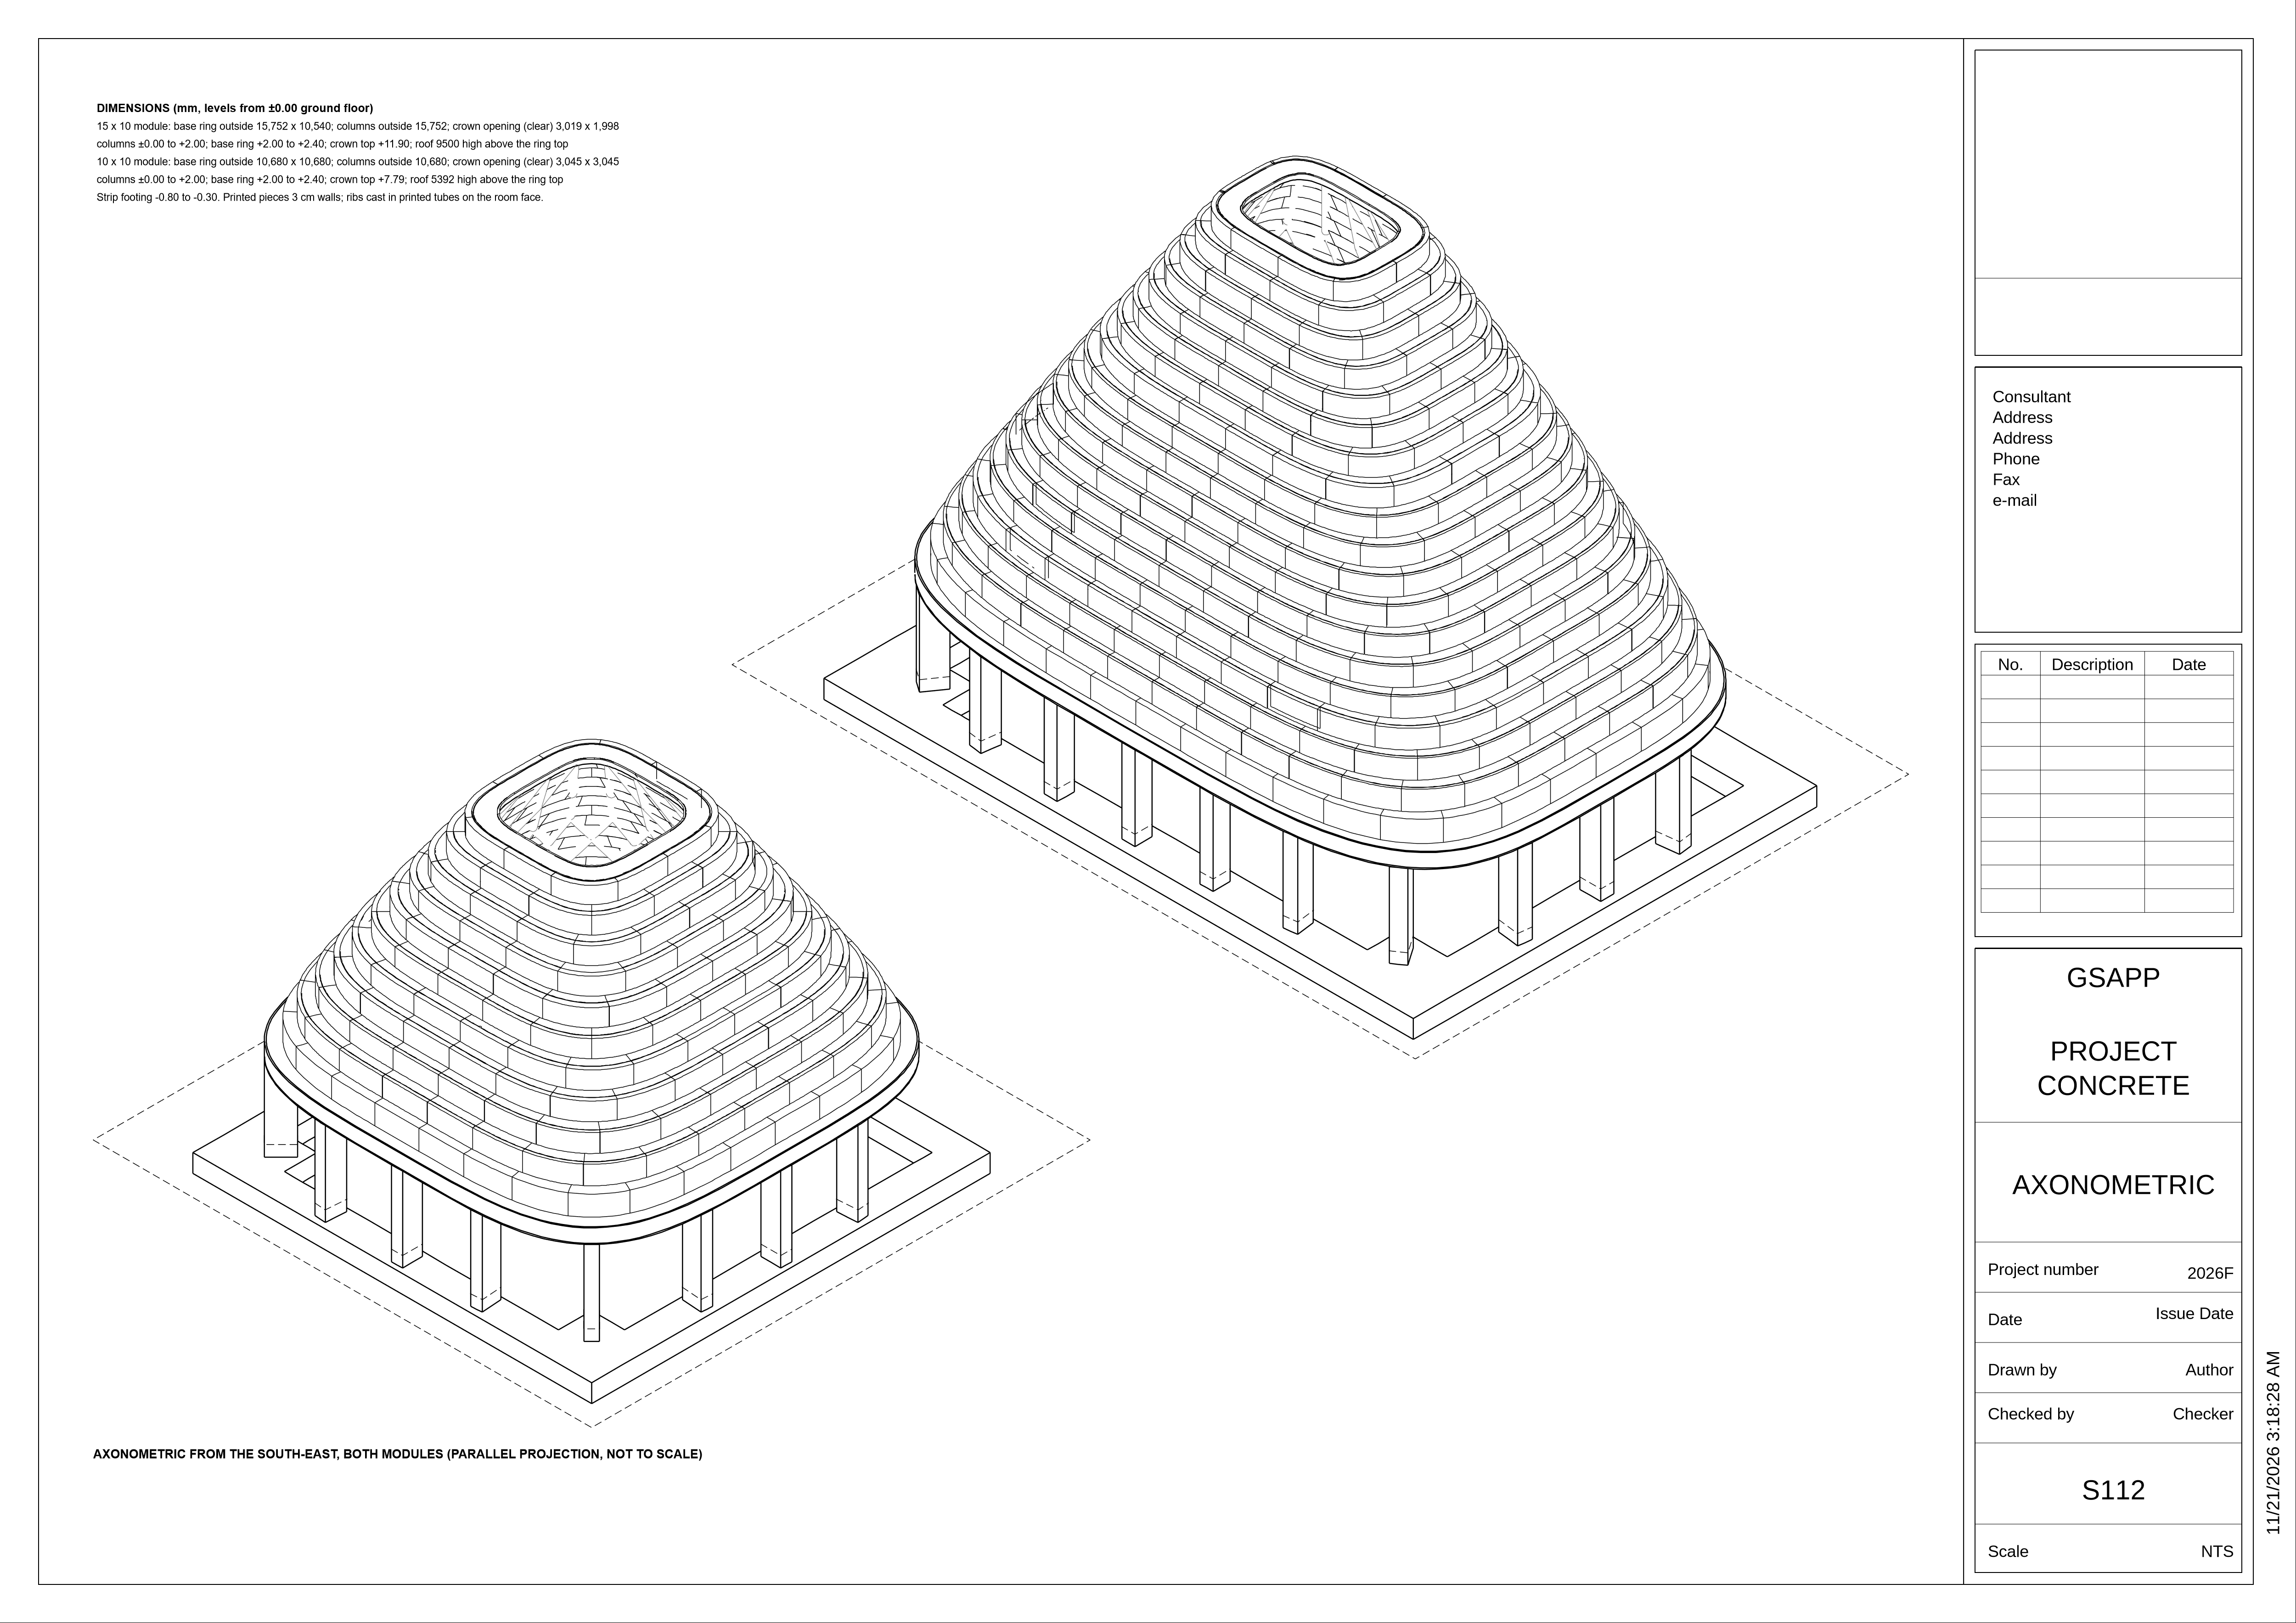 DIMENSIONS (mm, levels from ±0.00 ground floor)
15 x 10 module: base ring outside 15,752 x 10,540; columns outside 15,752; crown opening (clear) 3,019 x 1,998
columns ±0.00 to +2.00; base ring +2.00 to +2.40; crown top +11.90; roof 9500 high above the ring top
10 x 10 module: base ring outside 10,680 x 10,680; columns outside 10,680; crown opening (clear) 3,045 x 3,045
columns ±0.00 to +2.00; base ring +2.00 to +2.40; crown top +7.79; roof 5392 high above the ring top
Strip footing -0.80 to -0.30. Printed pieces 3 cm walls; ribs cast in printed tubes on the room face.
AXONOMETRIC FROM THE SOUTH-EAST, BOTH MODULES (PARALLEL PROJECTION, NOT TO SCALE)
Consultant
Address
Address
Phone
Fax
e-mail
No. Description Date
GSAPP
PROJECT
CONCRETE
AXONOMETRIC
Project number 2026F
Date Issue Date
Drawn by Author
Checked by Checker
S112
Scale NTS
11/21/2026 3:18:28 AM